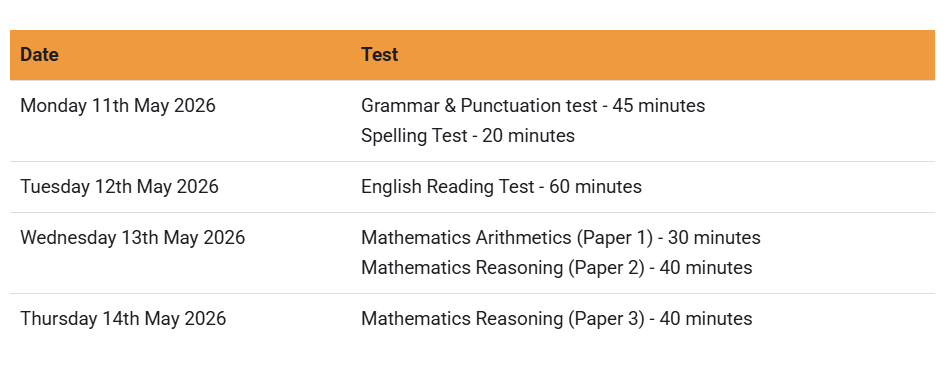 Date Test
Monday 11th May 2026 Grammar & Punctuation test - 45 minutes
Spelling Test - 20 minutes
Tuesday 12th May 2026 English Reading Test - 60 minutes
Wednesday 13th May 2026 Mathematics Arithmetics (Paper 1) - 30 minutes
Mathematics Reasoning (Paper 2) - 40 minutes
Thursday 14th May 2026 Mathematics Reasoning (Paper 3) - 40 minutes